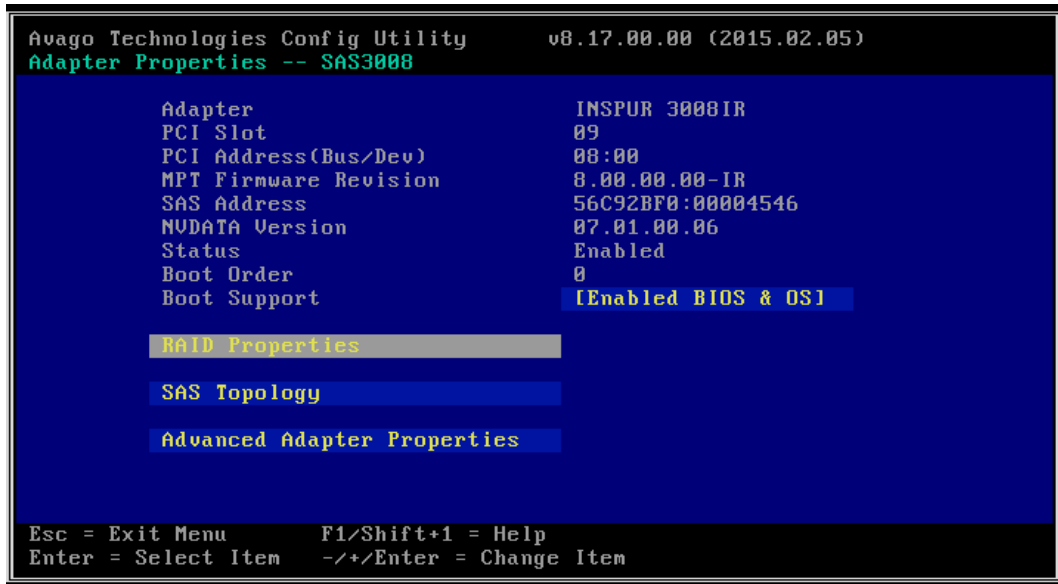 Avago Technologies Config Utility v8.17.00.00 (2015.02.05)
Adapter Properties -- SAS3008
Adapter INSPUR 3008IR
PCI Slot 09
PCI Address(Bus/Dev) 08:00
MPT Firmware Revision 8.00.00.00-IR
SAS Address 56C92BF0:00004546
NVDATA Version 07.01.00.06
Status Enabled
Boot Order 0
Boot Support [Enabled BIOS & OS]
RAID Properties
SAS Topology
Advanced Adapter Properties
Esc = Exit Menu F1/Shift+1 = Help
Enter = Select Item -/+/Enter = Change Item